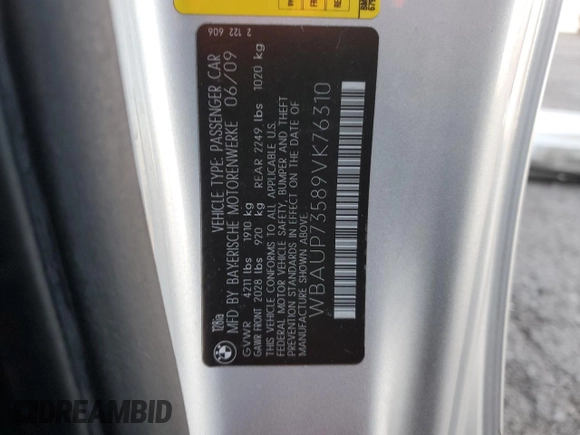 2 122 606
128ia
VEHICLE TYPE: PASSENGER CAR
MFD BY BAYERISCHE MOTORENWERKE 06/09
GVWR 4211 lbs 1910 kg
GAWR FRONT 2028 lbs 920 kg REAR 2249 lbs 1020 kg
THIS VEHICLE CONFORMS TO ALL APPLICABLE U.S.
FEDERAL MOTOR VEHICLE SAFETY, BUMPER AND THEFT
PREVENTION STANDARDS IN EFFECT ON THE DATE OF
MANUFACTURE SHOWN ABOVE.
WBAUP73589VK76310
DREAMBID